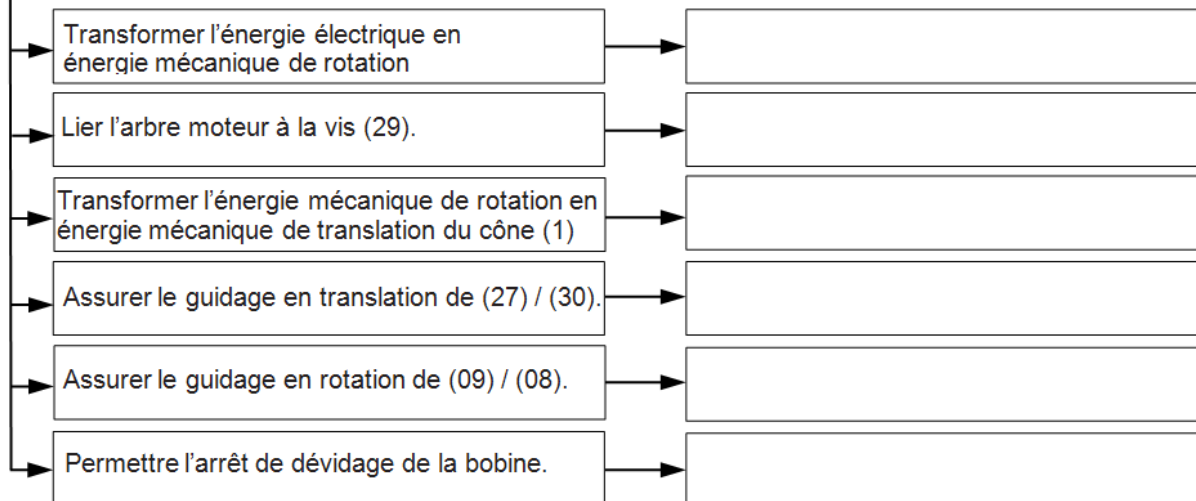 Transformer l'énergie électrique en
énergie mécanique de rotation
Lier l'arbre moteur à la vis (29).
Transformer l'énergie mécanique de rotation en
énergie mécanique de translation du cône (1)
Assurer le guidage en translation de (27) / (30).
Assurer le guidage en rotation de (09) / (08).
Permettre l'arrêt de dévidage de la bobine.